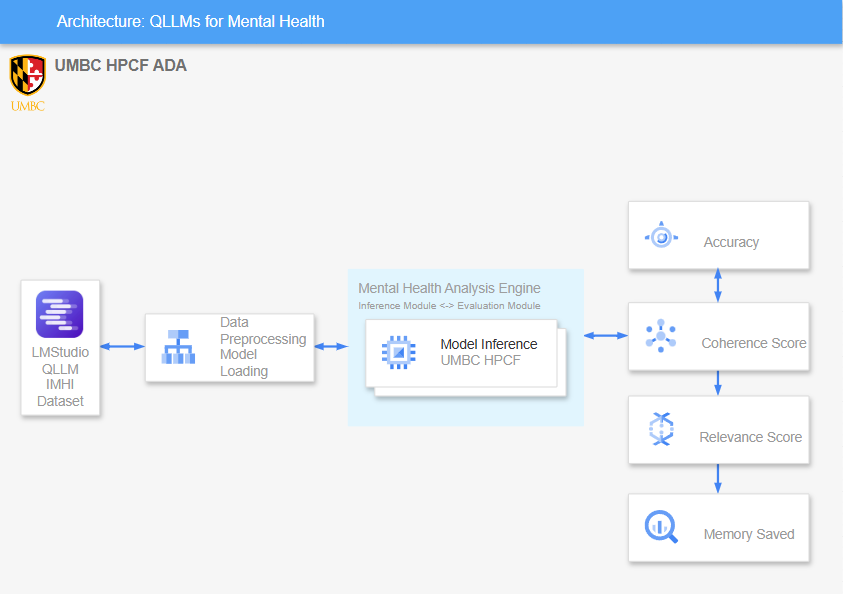 Architecture: QLLMs for Mental Health
UMBC HPCF ADA
UMBC
LMStudio
QLLM
IMHI
Dataset
Data
Preprocessing
Model
Loading
Mental Health Analysis Engine
Inference Module <-> Evaluation Module
Model Inference
UMBC HPCF
Accuracy
Coherence Score
Relevance Score
Memory Saved